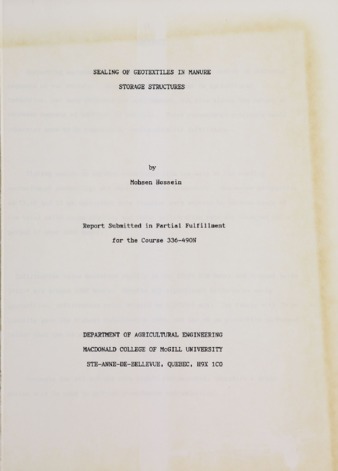 SEALING OF GEOTEXTILES IN MANURE
STORAGE STRUCTURES
by
Mohsen Hossein
Report Submitted in Partial Fulfillment
for the Course 336-490N
DEPARTMENT OF AGRICULTURAL ENGINEERING
MACDONALD COLLEGE OF McGILL UNIVERSITY
STE-ANNE-DE-BELLEVUE, QUEBEC, H9X 1C0